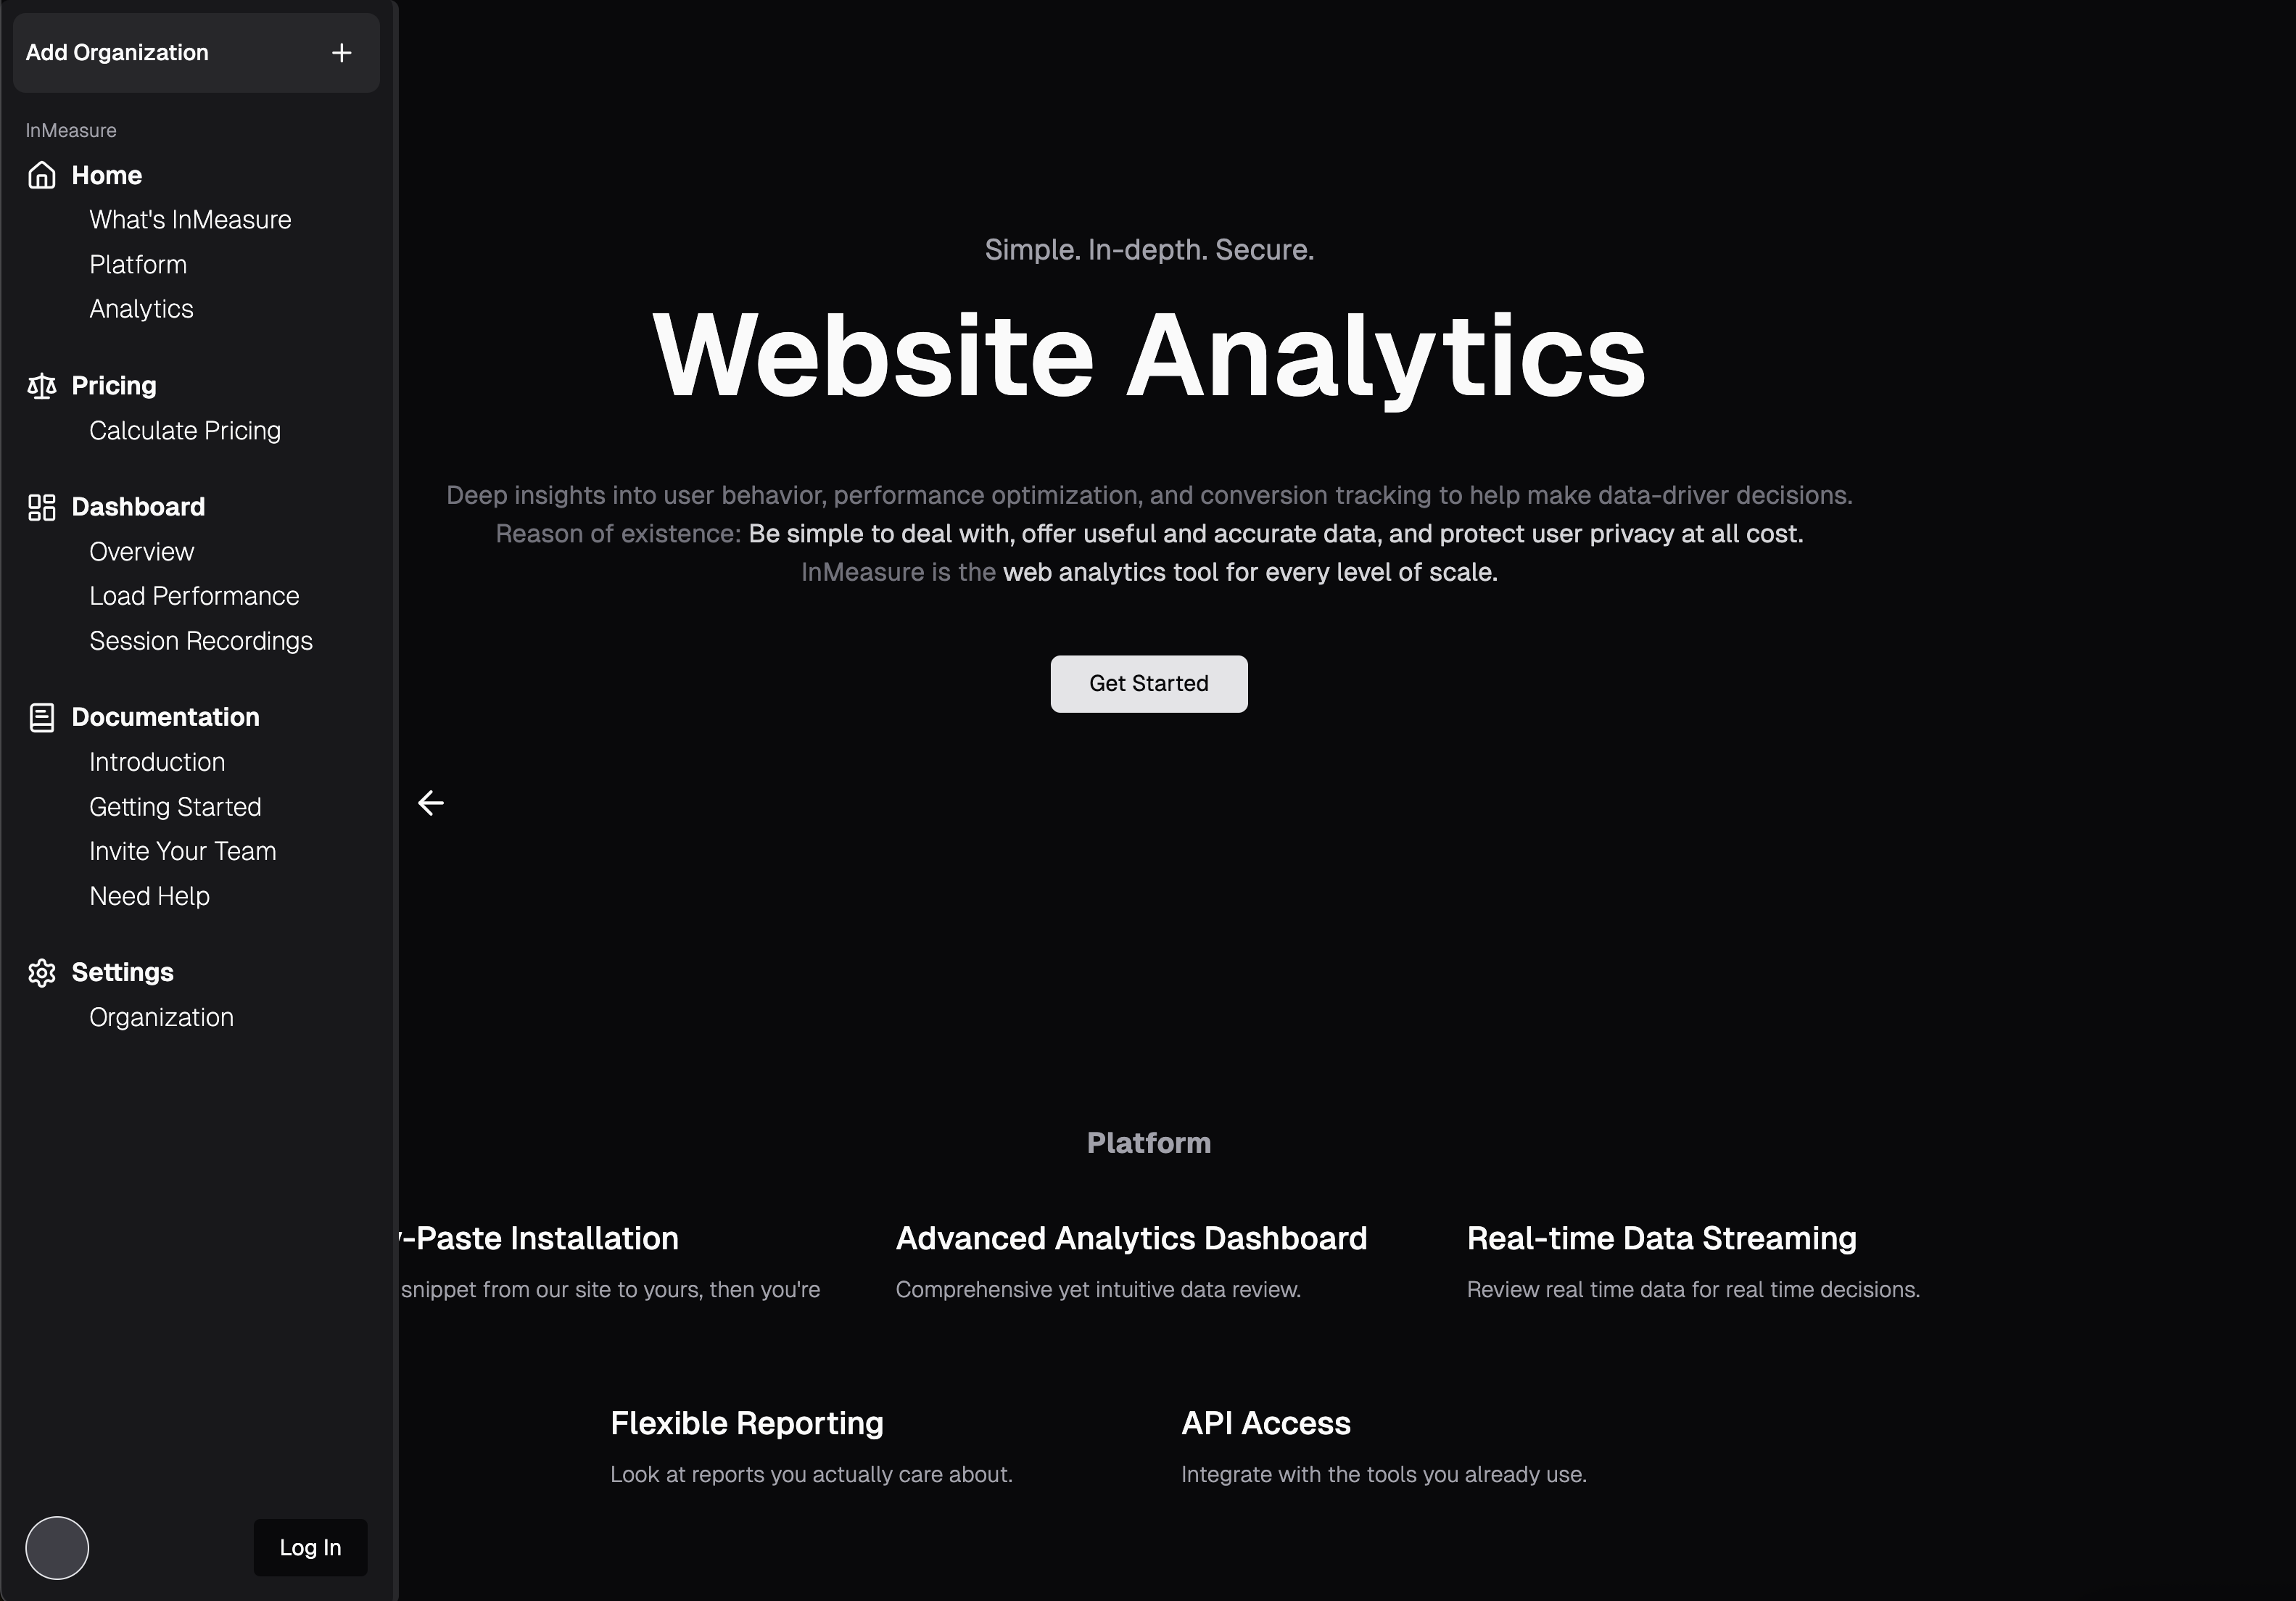 Add Organization
InMeasure
Home
What's InMeasure
Platform
Analytics
Pricing
Calculate Pricing
Dashboard
Overview
Load Performance
Session Recordings
Documentation
Introduction
Getting Started
Invite Your Team
Need Help
Settings
Organization
Log In
Simple. In-depth. Secure.
Website Analytics
Deep insights into user behavior, performance optimization, and conversion tracking to help make data-driver decisions.
Reason of existence: Be simple to deal with, offer useful and accurate data, and protect user privacy at all cost.
InMeasure is the web analytics tool for every level of scale.
Get Started
Platform
-Paste Installation
snippet from our site to yours, then you're
Advanced Analytics Dashboard
Comprehensive yet intuitive data review.
Real-time Data Streaming
Review real time data for real time decisions.
Flexible Reporting
Look at reports you actually care about.
API Access
Integrate with the tools you already use.